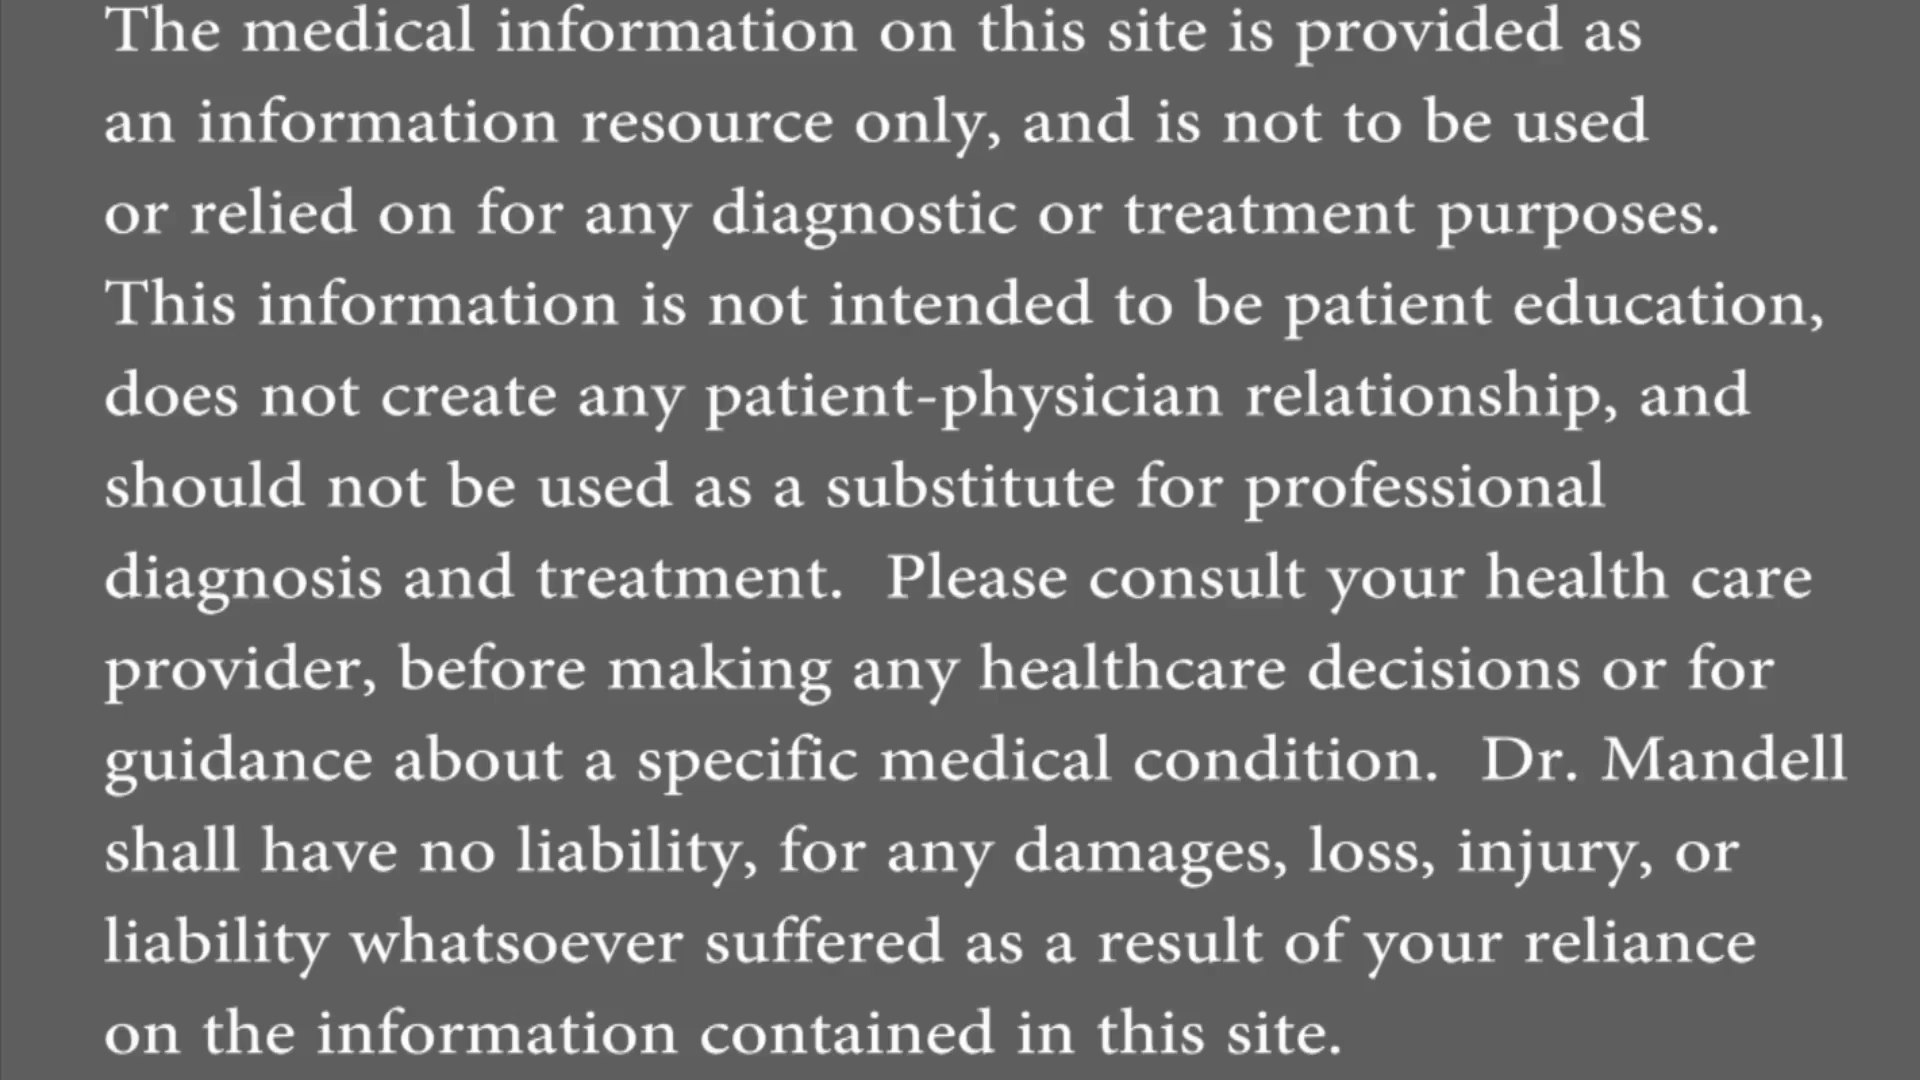 The medical information on this site is provided as
an information resource only, and is not to be used
or relied on for any diagnostic or treatment purposes.
This information is not intended to be patient education,
does not create any patient-physician relationship, and
should not be used as a substitute for professional
diagnosis and treatment.  Please consult your health care
provider, before making any healthcare decisions or for
guidance about a specific medical condition.  Dr. Mandell
shall have no liability, for any damages, loss, injury, or
liability whatsoever suffered as a result of your reliance
on the information contained in this site.